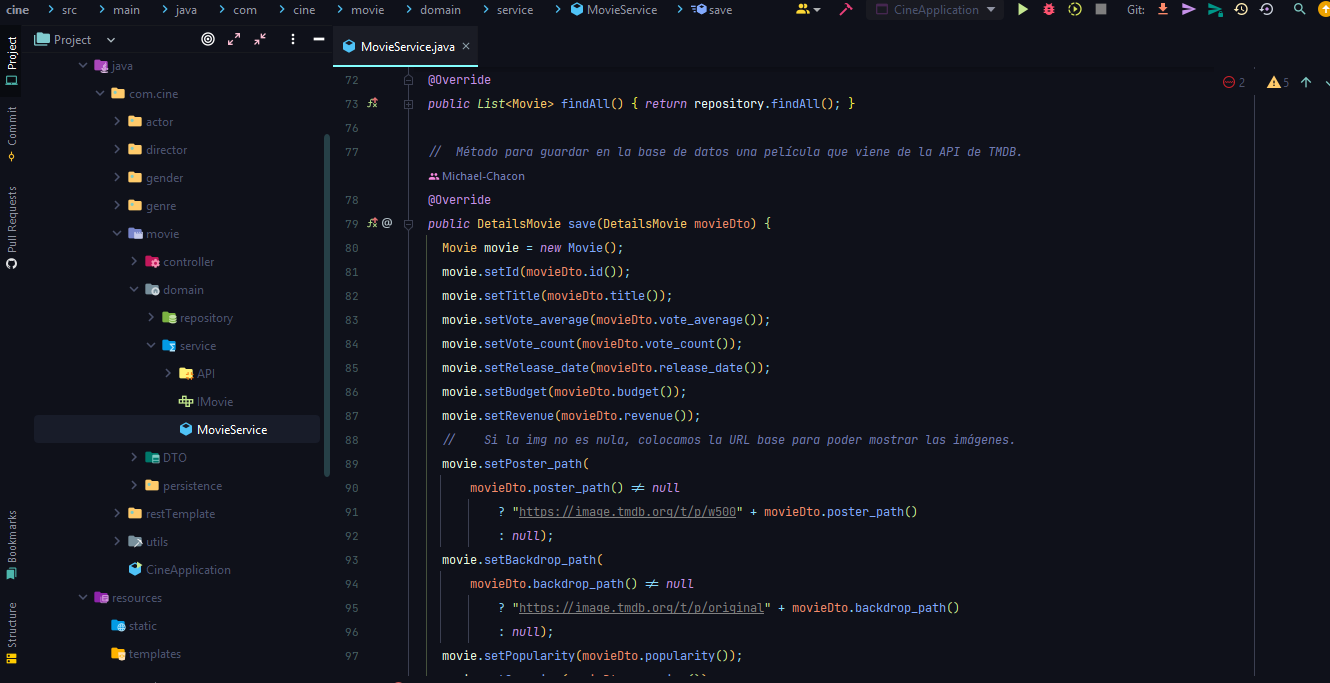 cine > src > main > java > com > cine > movie > domain > service > MovieService > save
CineApplication
Git:
Project
MovieService.java ×
Project
Commit
Pull Requests
Bookmarks
Structure
java
com.cine
actor
director
gender
genre
movie
controller
domain
repository
service
API
IMovie
MovieService
DTO
persistence
restTemplate
utils
CineApplication
resources
static
templates
2 5
72 @Override
73 public List<Movie> findAll() { return repository.findAll(); }
76
77 // Método para guardar en la base de datos una película que viene de la API de TMDB.
Michael-Chacon
78 @Override
79 @ public DetailsMovie save(DetailsMovie movieDto) {
80 Movie movie = new Movie();
81 movie.setId(movieDto.id());
82 movie.setTitle(movieDto.title());
83 movie.setVote_average(movieDto.vote_average());
84 movie.setVote_count(movieDto.vote_count());
85 movie.setRelease_date(movieDto.release_date());
86 movie.setBudget(movieDto.budget());
87 movie.setRevenue(movieDto.revenue());
88 // Si la img no es nula, colocamos la URL base para poder mostrar las imágenes.
89 movie.setPoster_path(
90 movieDto.poster_path() != null
91 ? "https://image.tmdb.org/t/p/w500" + movieDto.poster_path()
92 : null);
93 movie.setBackdrop_path(
94 movieDto.backdrop_path() != null
95 ? "https://image.tmdb.org/t/p/original" + movieDto.backdrop_path()
96 : null);
97 movie.setPopularity(movieDto.popularity());